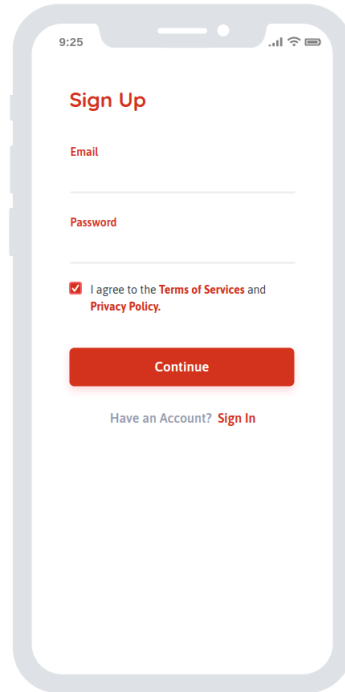 9:25
Sign Up
Email
Password
I agree to the Terms of Services and
Privacy Policy.
Continue
Have an Account? Sign In